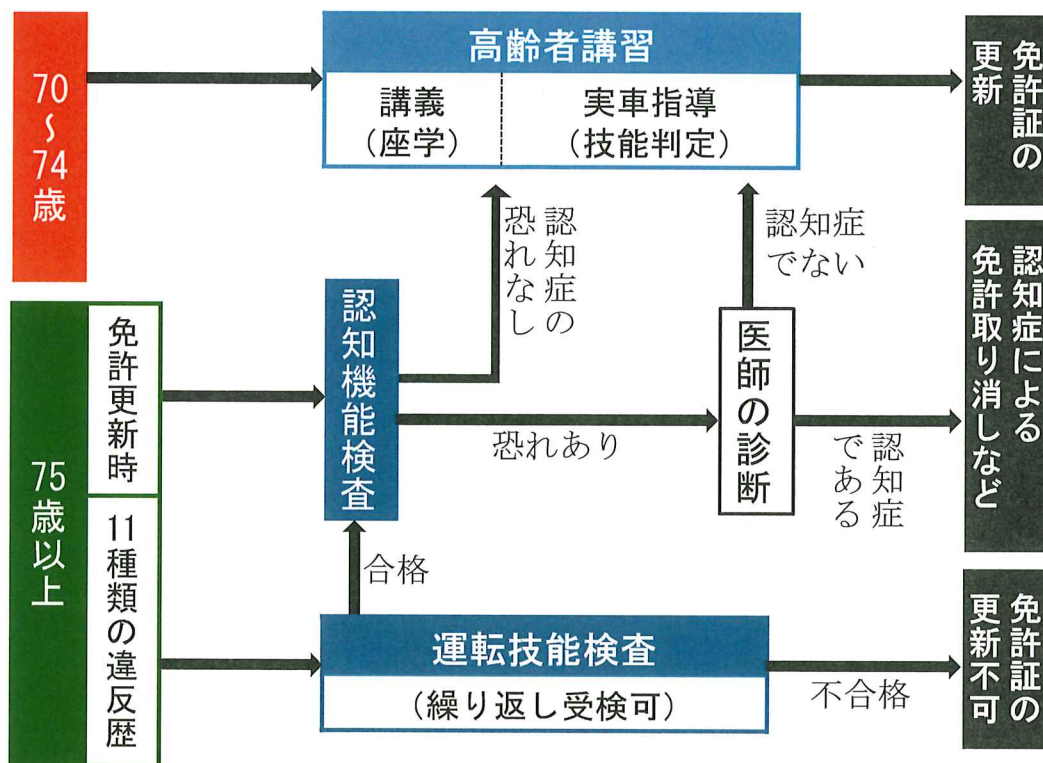 70～74歳
高齢者講習
講義
（座学）
実車指導
（技能判定）
免許証の
更新
認知症の
恐れなし
認知症
でない
75歳以上
免許更新時
11種類の違反歴
認知機能検査
恐れあり
医師の診断
認知症
である
認知症による
免許取り消しなど
合格
運転技能検査
（繰り返し受検可）
不合格
免許証の
更新不可